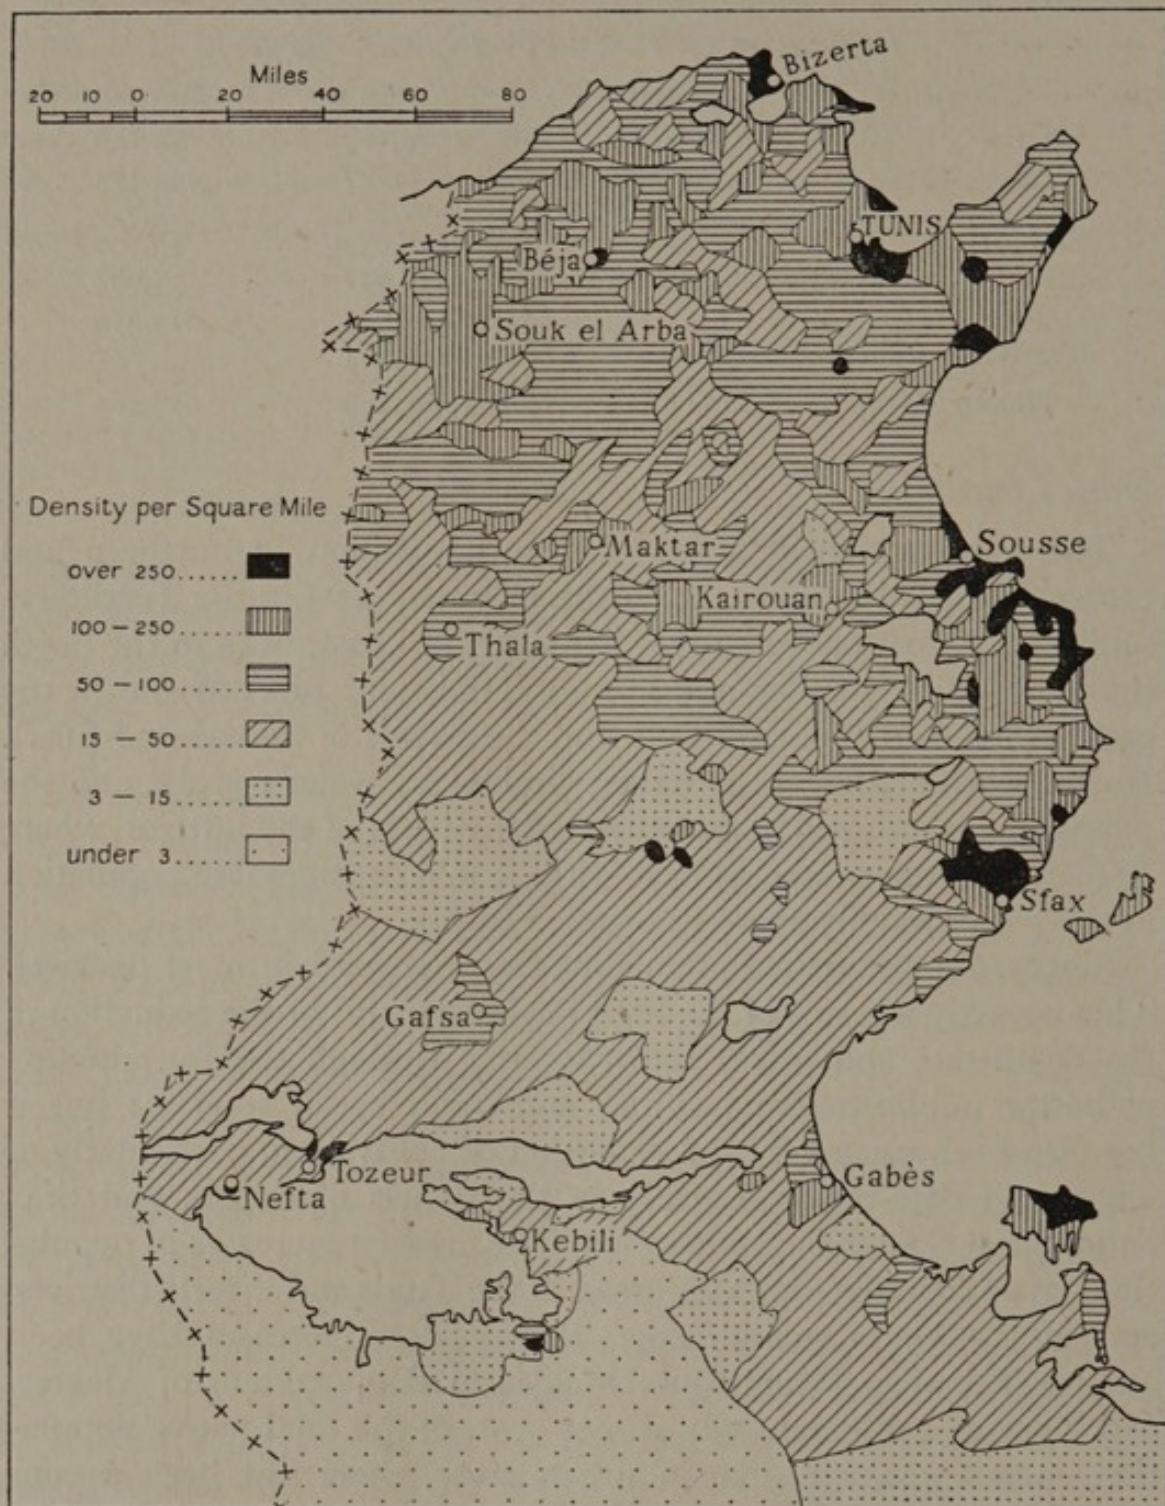 Miles
20 10 0 20 40 60 80
Bizerta
TUNIS
Béja
Souk el Arba
Density per Square Mile
over 250......
100 – 250......
50 – 100......
15 – 50......
3 – 15......
under 3......
Maktar
Sousse
Kairouan
Thala
Sfax
Gafsa
Tozeur
Nefta
Gabès
Kebili